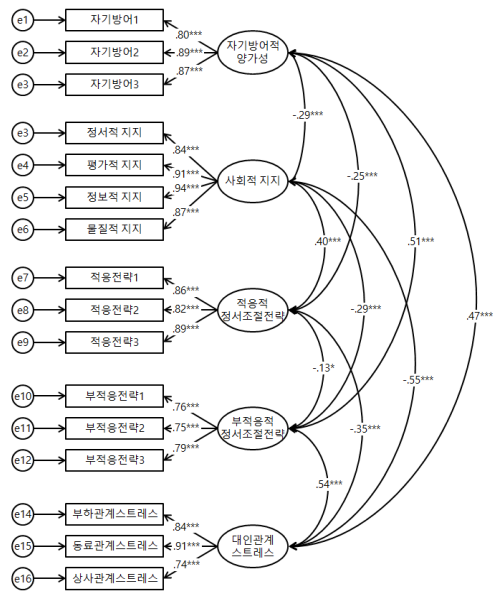 e1 자기방어1 .80***
e2 자기방어2 .89***
e3 자기방어3 .87***
자기방어적
양가성
e3 정서적 지지 .84***
e4 평가적 지지 .91***
e5 정보적 지지 .94***
e6 물질적 지지 .87***
사회적 지지
e7 적응전략1 .86***
e8 적응전략2 .82***
e9 적응전략3 .89***
적응적
정서조절전략
e10 부적응전략1 .76***
e11 부적응전략2 .75***
e12 부적응전략3 .79***
부적응적
정서조절전략
e14 부하관계스트레스 .84***
e15 동료관계스트레스 .91***
e16 상사관계스트레스 .74***
대인관계
스트레스
-.29***
-.25***
.40***
.51***
-.29***
.47***
-.13*
-.55***
-.35***
.54***